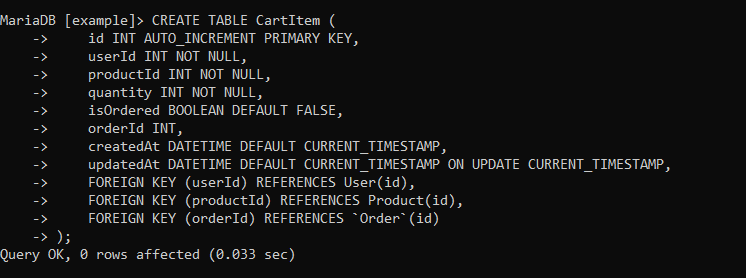 MariaDB [example]> CREATE TABLE CartItem (
    ->     id INT AUTO_INCREMENT PRIMARY KEY,
    ->     userId INT NOT NULL,
    ->     productId INT NOT NULL,
    ->     quantity INT NOT NULL,
    ->     isOrdered BOOLEAN DEFAULT FALSE,
    ->     orderId INT,
    ->     createdAt DATETIME DEFAULT CURRENT_TIMESTAMP,
    ->     updatedAt DATETIME DEFAULT CURRENT_TIMESTAMP ON UPDATE CURRENT_TIMESTAMP,
    ->     FOREIGN KEY (userId) REFERENCES User(id),
    ->     FOREIGN KEY (productId) REFERENCES Product(id),
    ->     FOREIGN KEY (orderId) REFERENCES `Order`(id)
    -> );
Query OK, 0 rows affected (0.033 sec)